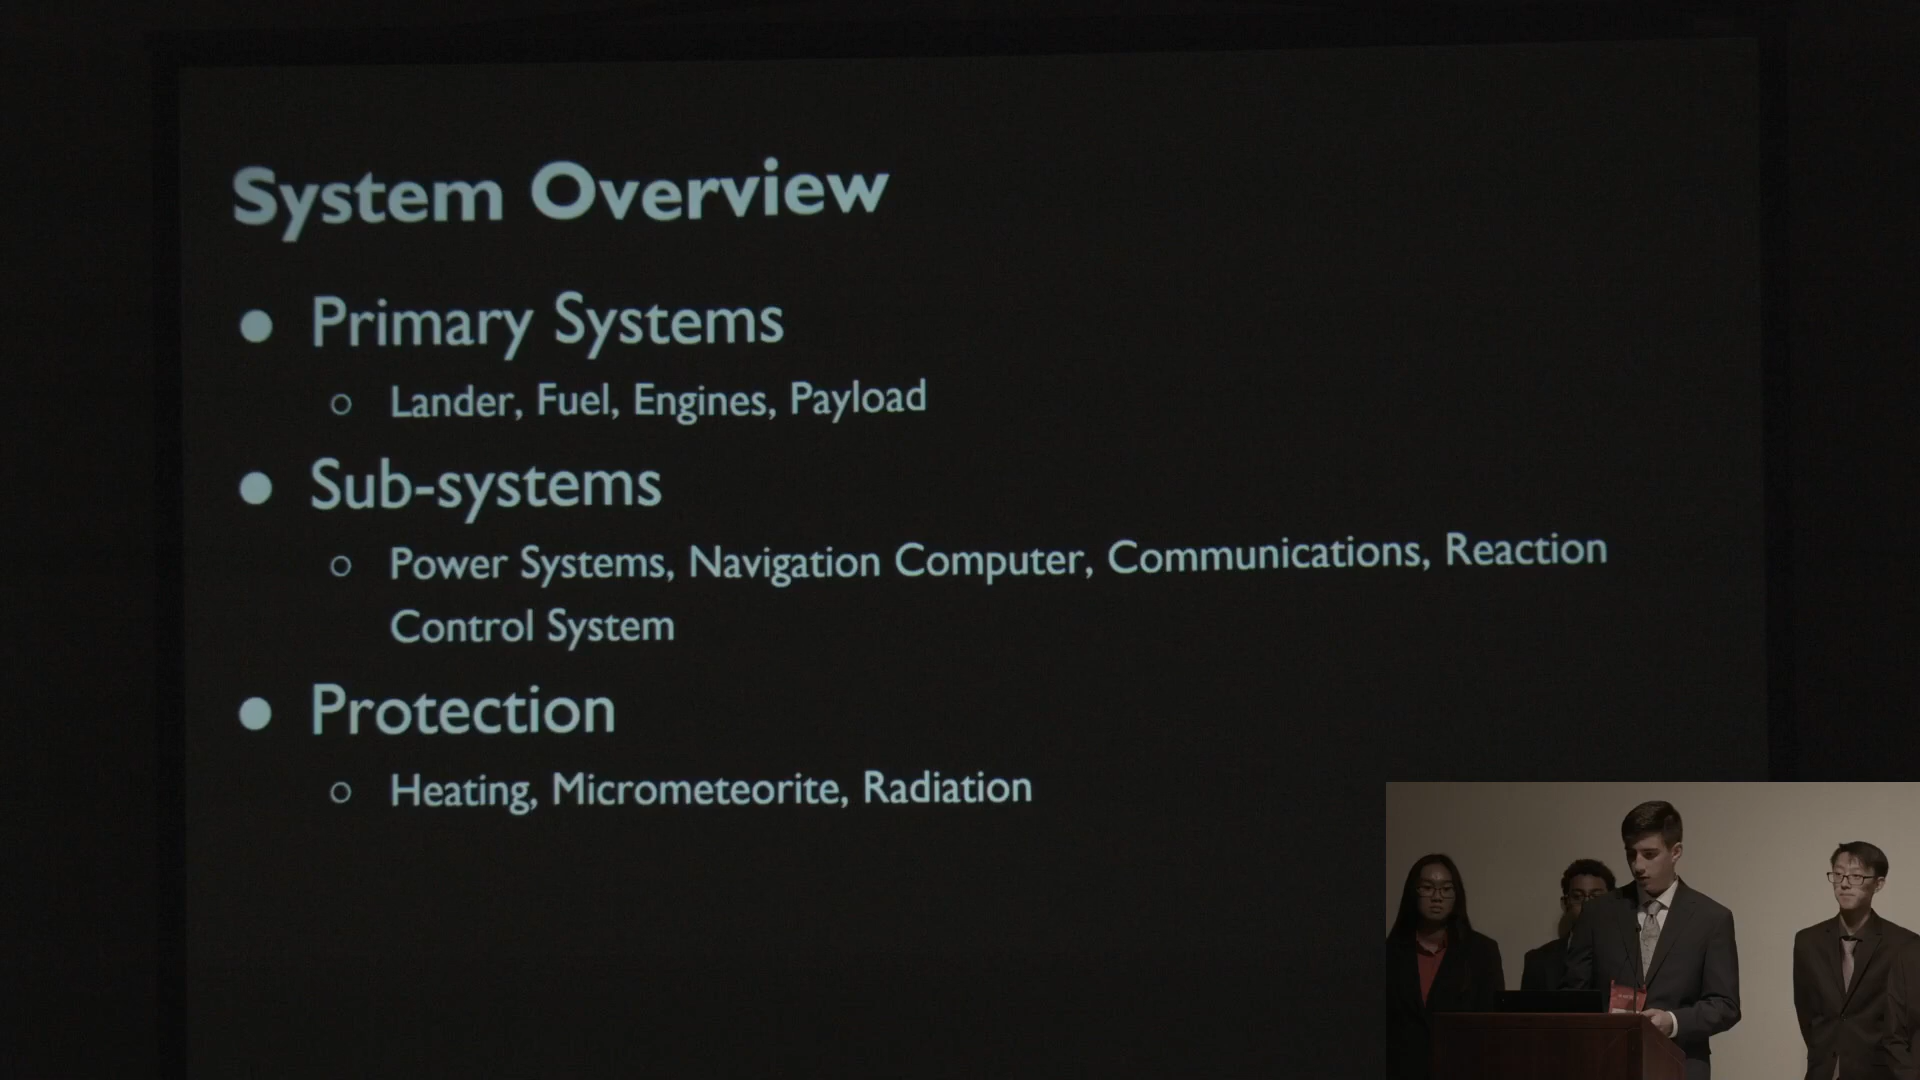 System Overview
● Primary Systems
○ Lander, Fuel, Engines, Payload
● Sub-systems
○ Power Systems, Navigation Computer, Communications, Reaction
Control System
● Protection
○ Heating, Micrometeorite, Radiation